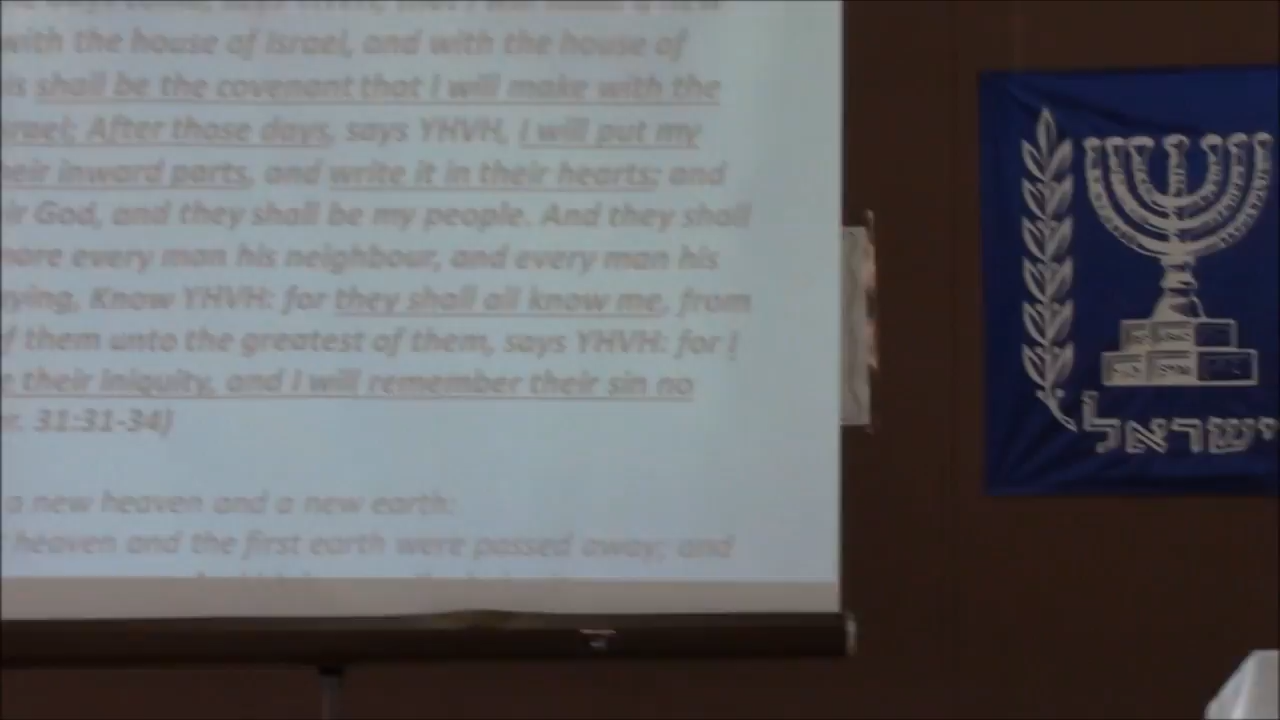 with the house of Israel, and with the house of
shall be the covenant that I will make with the
After those days, says YHVH, I will put my
inward parts, and write it in their hearts; and
God, and they shall be my people. And they shall
more every man his neighbour, and every man his
Know YHVH: for they shall all know me, from
them unto the greatest of them, says YHVH: for I
their iniquity, and I will remember their sin no
31:31-34)
a new heaven and a new earth:
heaven and the first earth were passed away; and
ישראל